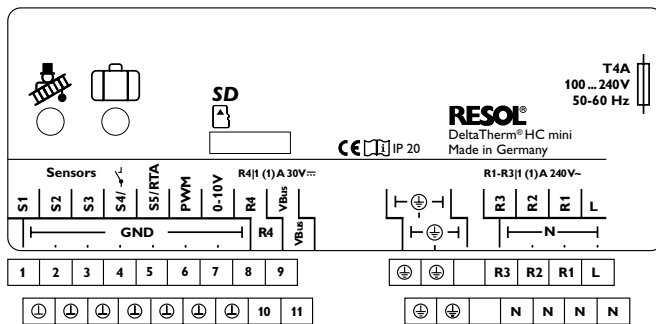 T4A
100 ... 240V
50-60 Hz
SD
RESOL®
DeltaTherm® HC mini
Made in Germany
CE i IP 20
Sensors
R4|1 (1) A 30V⎓
R1-R3|1 (1) A 240V~
S1 S2 S3 S4/ S5/RTA PWM 0-10V R4 VBus R3 R2 R1 L
GND R4 VBus N
1 2 3 4 5 6 7 8 9 R3 R2 R1 L
10 11 N N N N